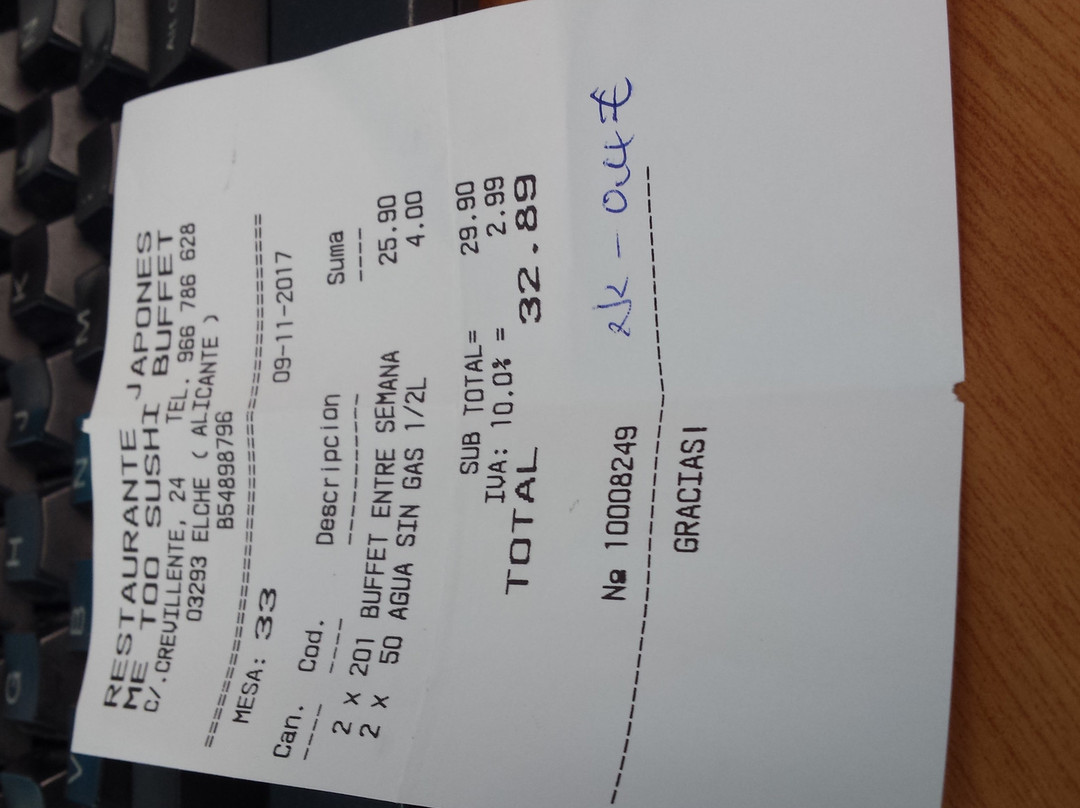 RESTAURANTE JAPONES
ME TOO SUSHI BUFFET
C/.CREVILLENTE, 24 TEL. 966 786 628
03293 ELCHE ( ALICANTE )
B54898796
==============================
MESA: 33 09-11-2017
Can. Cod. Descripcion Suma
---- ---- ----------- ----
2 x 201 BUFFET ENTRE SEMANA 25.90
2 x 50 AGUA SIN GAS 1/2L 4.00
SUB TOTAL= 29.90
IVA: 10.0% = 2.99
TOTAL 32.89
Nº 10008249
------------------------------
GRACIAS!
N
K
M
J
N
H
B
G
V